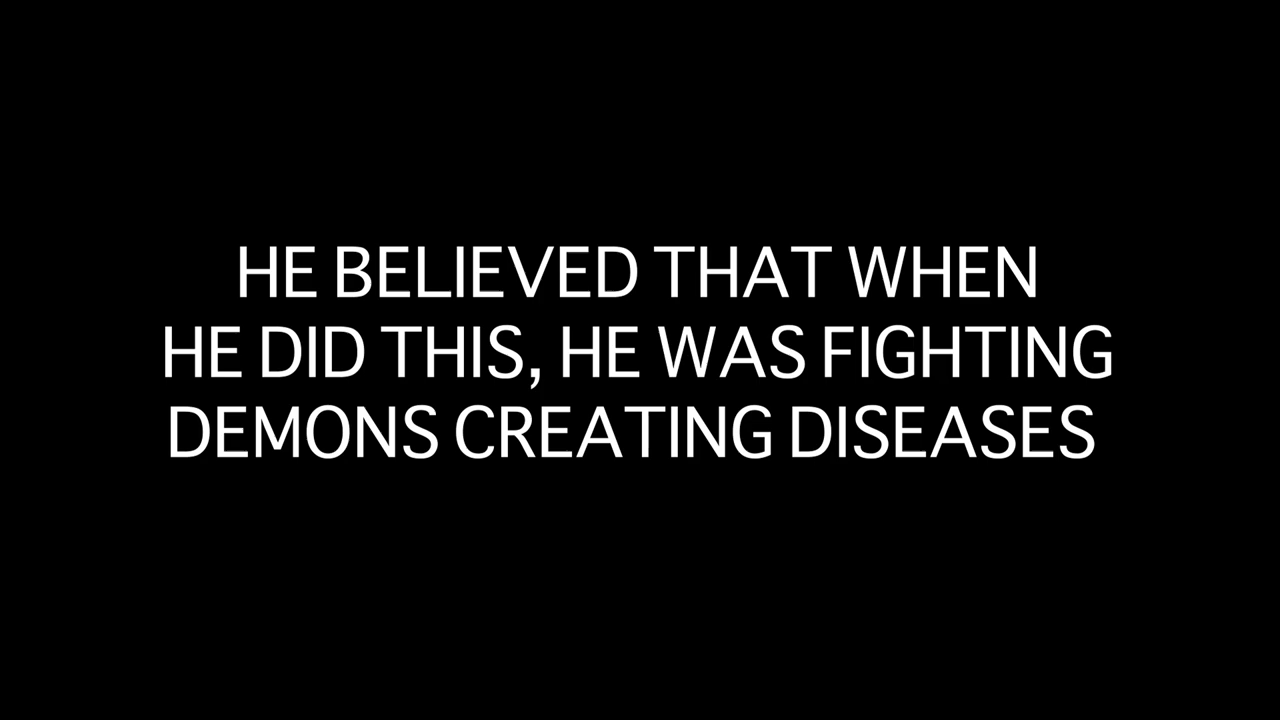 HE BELIEVED THAT WHEN
HE DID THIS, HE WAS FIGHTING
DEMONS CREATING DISEASES